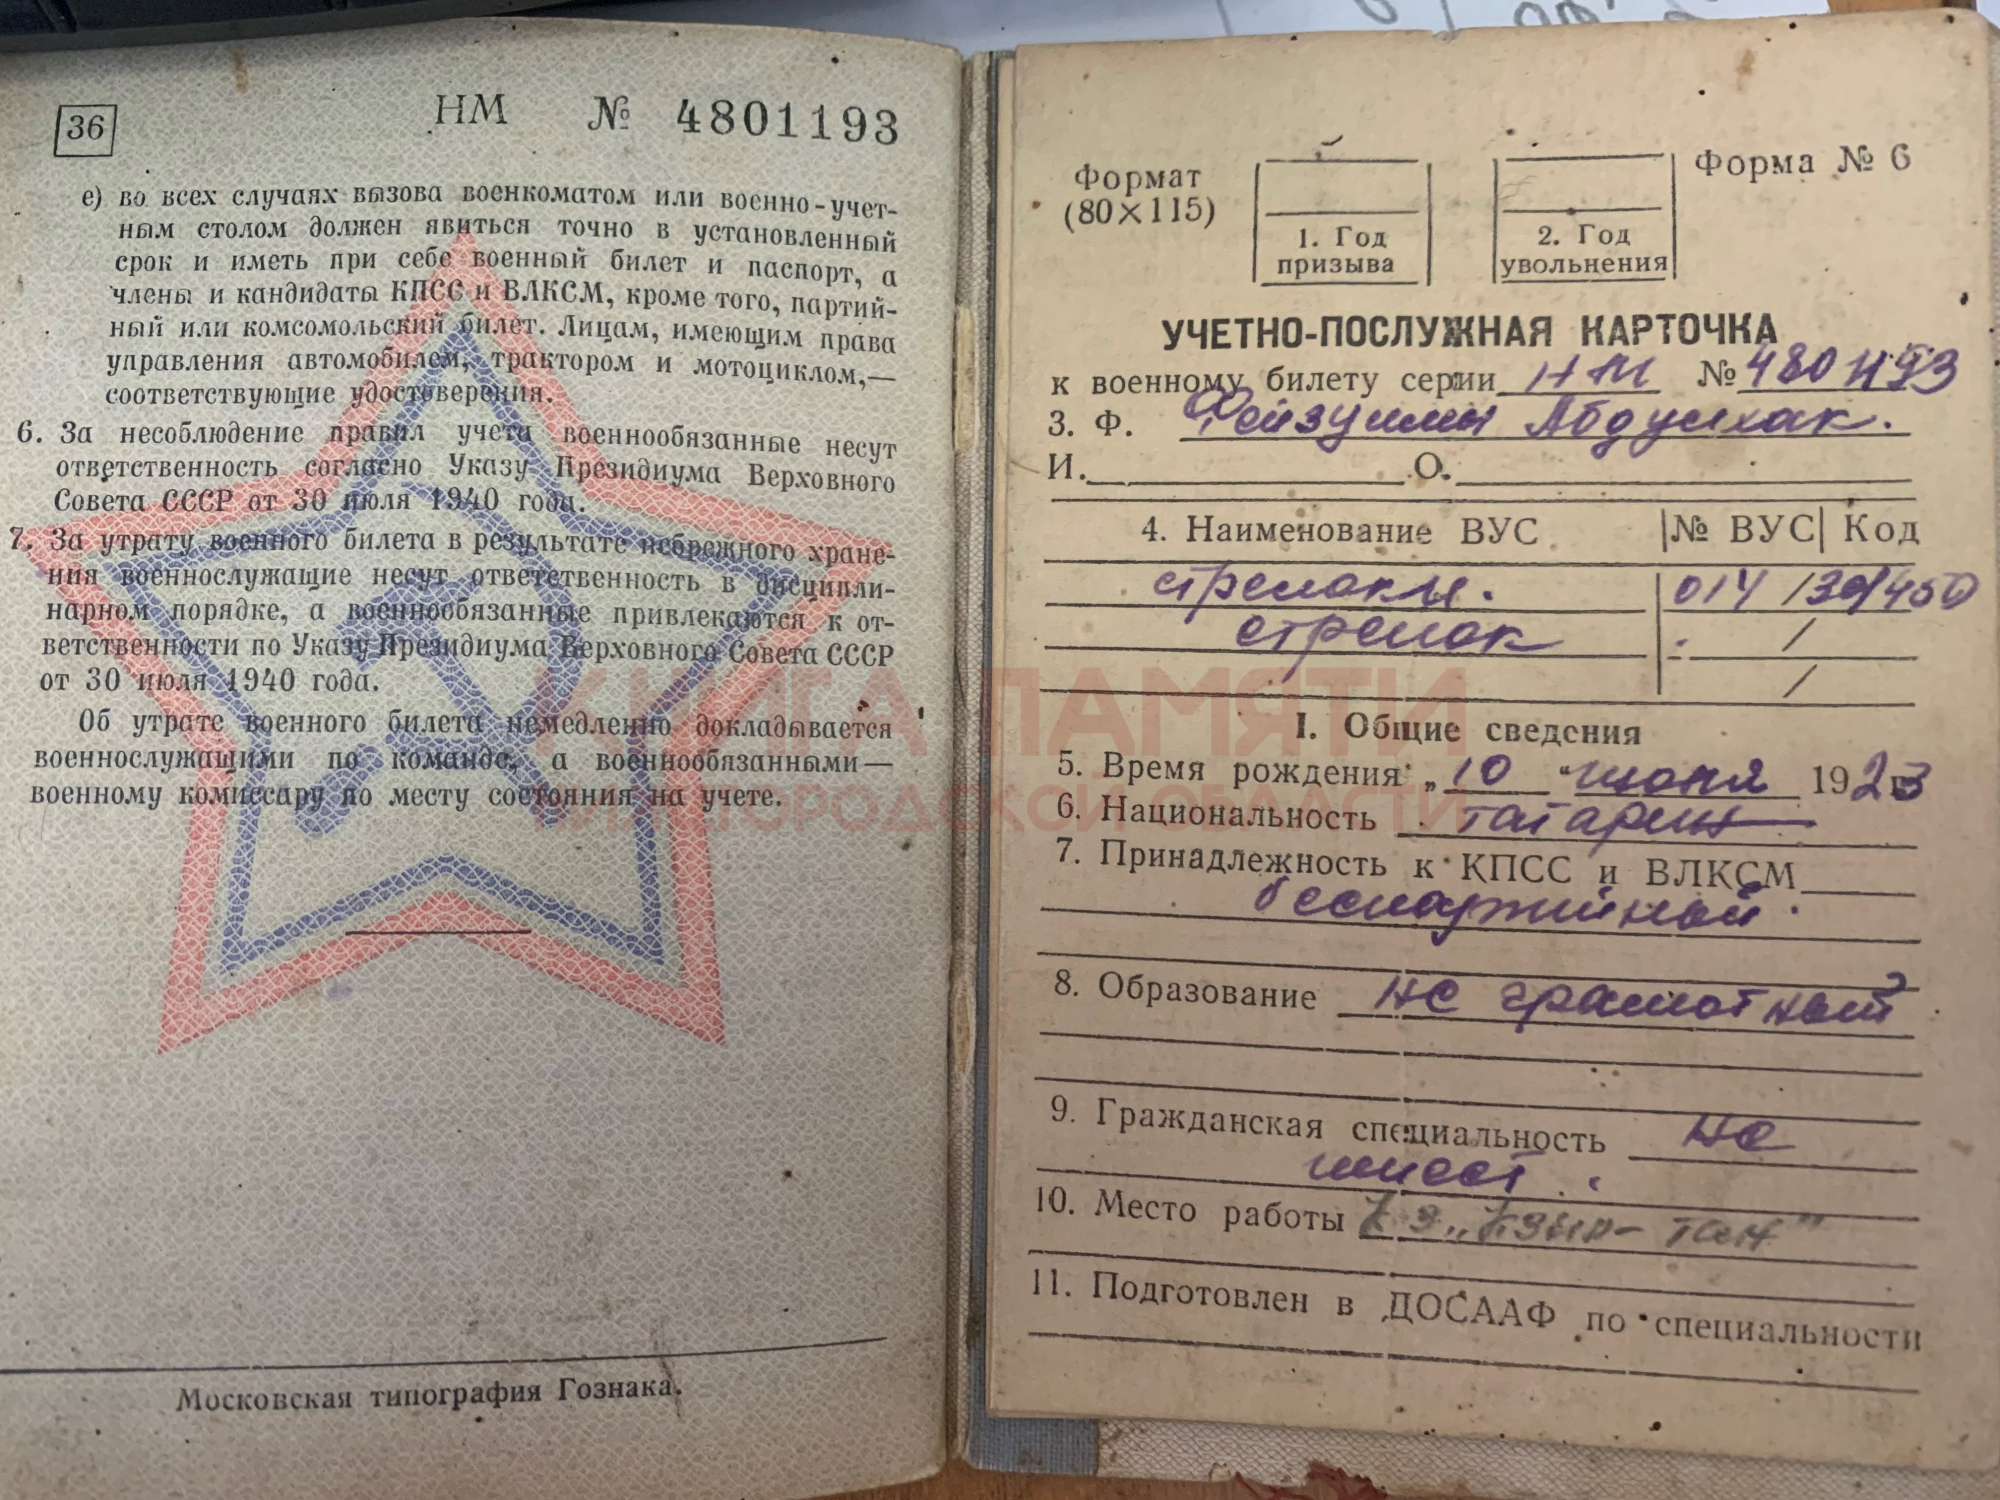 36
НМ № 4801193
е) во всех случаях вызова военкоматом или военно-учет-
ным столом должен явиться точно в установленный
срок и иметь при себе военный билет и паспорт, а
члены и кандидаты КПСС и ВЛКСМ, кроме того, партий-
ный или комсомольский билет. Лицам, имеющим права
управления автомобилем, трактором и мотоциклом,—
соответствующие удостоверения.
6. За несоблюдение правил учета военнообязанные несут
ответственность согласно Указу Президиума Верховного
Совета СССР от 30 июля 1940 года.
7. За утрату военного билета в результате небрежного хране-
ния военнослужащие несут ответственность в дисципли-
нарном порядке, а военнообязанные привлекаются к от-
ветственности по Указу Президиума Верховного Совета СССР
от 30 июля 1940 года.
Об утрате военного билета немедленно докладывается
военнослужащими по команде, а военнообязанными —
военному комиссару по месту состояния на учете.
Московская типография Гознака.
Формат
(80×115)
1. Год
призыва
2. Год
увольнения
Форма № 6
УЧЕТНО-ПОСЛУЖНАЯ КАРТОЧКА
к военному билету серии НМ № 4801193
3. Ф. Фейзуллы Абдулхак.
И. О.
4. Наименование ВУС № ВУС Код
стрелокы. 014 /39/450
стрелок /
/
I. Общие сведения
5. Время рождения „10“ июня 1923
6. Национальность татарин
7. Принадлежность к КПСС и ВЛКСМ
беспартийный.
8. Образование не грамотный
9. Гражданская специальность не
имеет.
10. Место работы
11. Подготовлен в ДОСААФ по специальности
КНИГА ПАМЯТИ
НИЖЕГОРОДСКОЙ ОБЛАСТИ